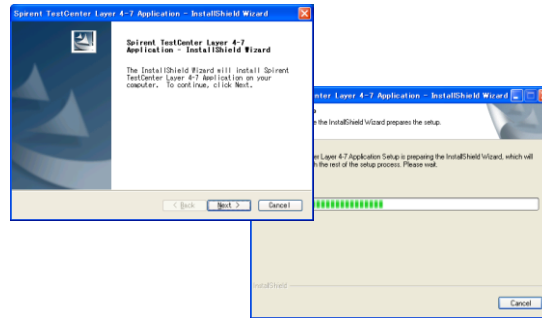 Spirent TestCenter Layer 4-7 Application - InstallShield Wizard
Spirent TestCenter Layer 4-7
Application - InstallShield Wizard
The InstallShield Wizard will install Spirent
TestCenter Layer 4-7 Application on your
computer. To continue, click Next.
< Back
Next >
Cancel
nter Layer 4-7 Application - InstallShield Wizard
e the InstallShield Wizard prepares the setup.
er Layer 4-7 Application Setup is preparing the InstallShield Wizard, which will
h the rest of the setup process. Please wait.
InstallShield
Cancel